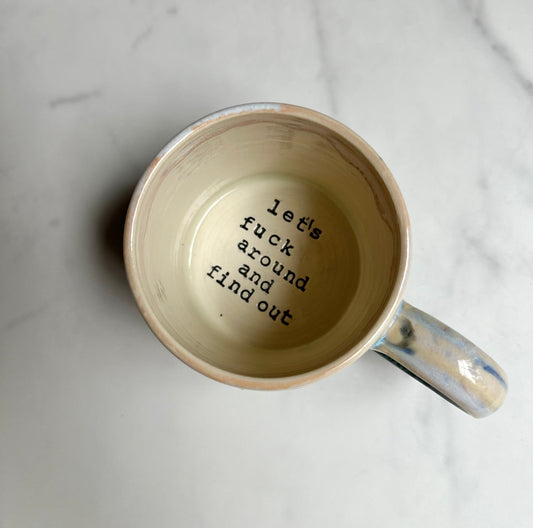 let's
fuck
around
and
find out